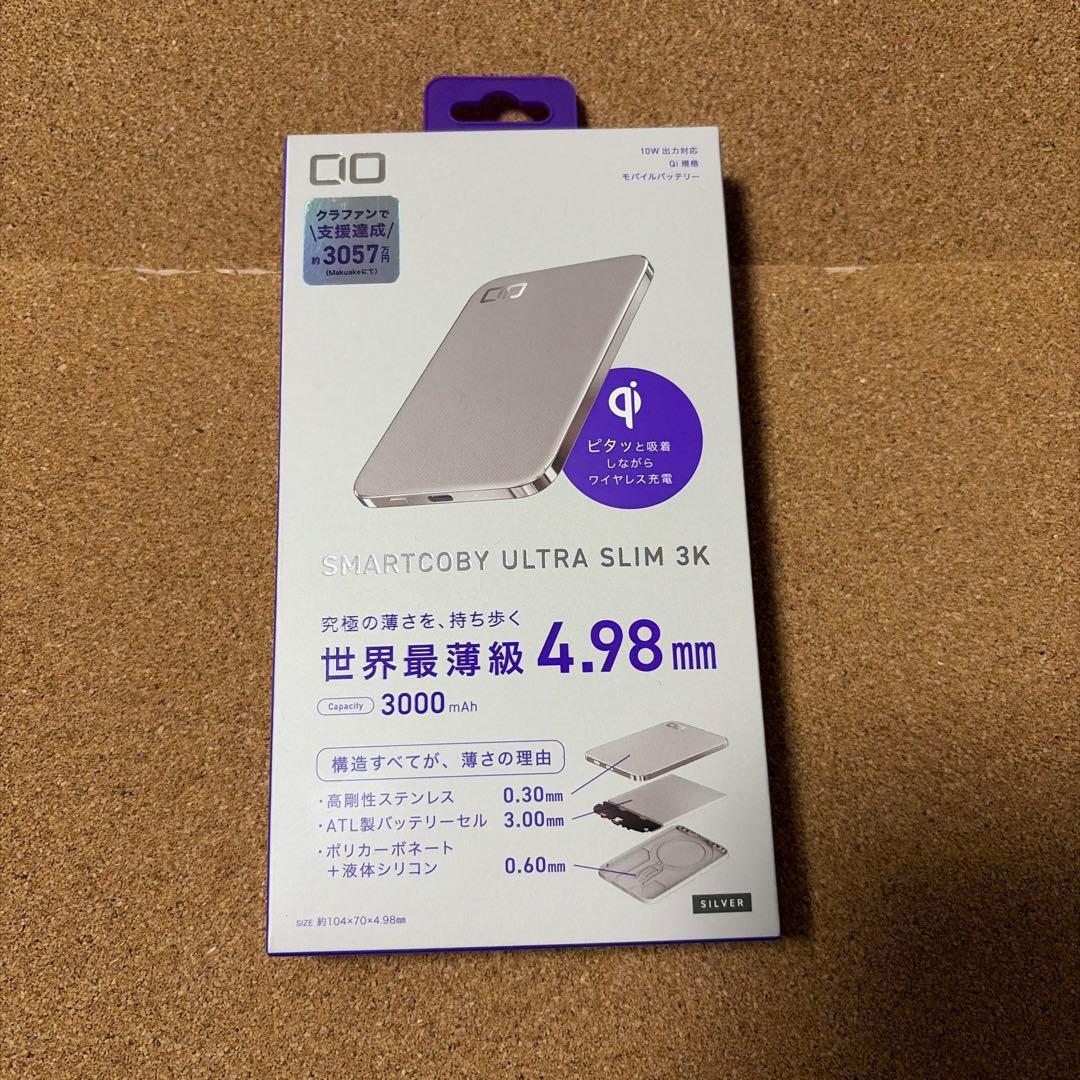 CIO
10W 出力対応
Qi 規格
モバイルバッテリー
クラファンで
\支援達成/
約3057万円
(Makuakeにて)
CIO
qi
ピタッと吸着
しながら
ワイヤレス充電
SMARTCOBY ULTRA SLIM 3K
究極の薄さを、持ち歩く
世界最薄級 4.98mm
Capacity 3000mAh
構造すべてが、薄さの理由
・高剛性ステンレス 0.30mm
・ATL製バッテリーセル 3.00mm
・ポリカーボネート
+液体シリコン 0.60mm
SILVER
SIZE 約104×70×4.98mm